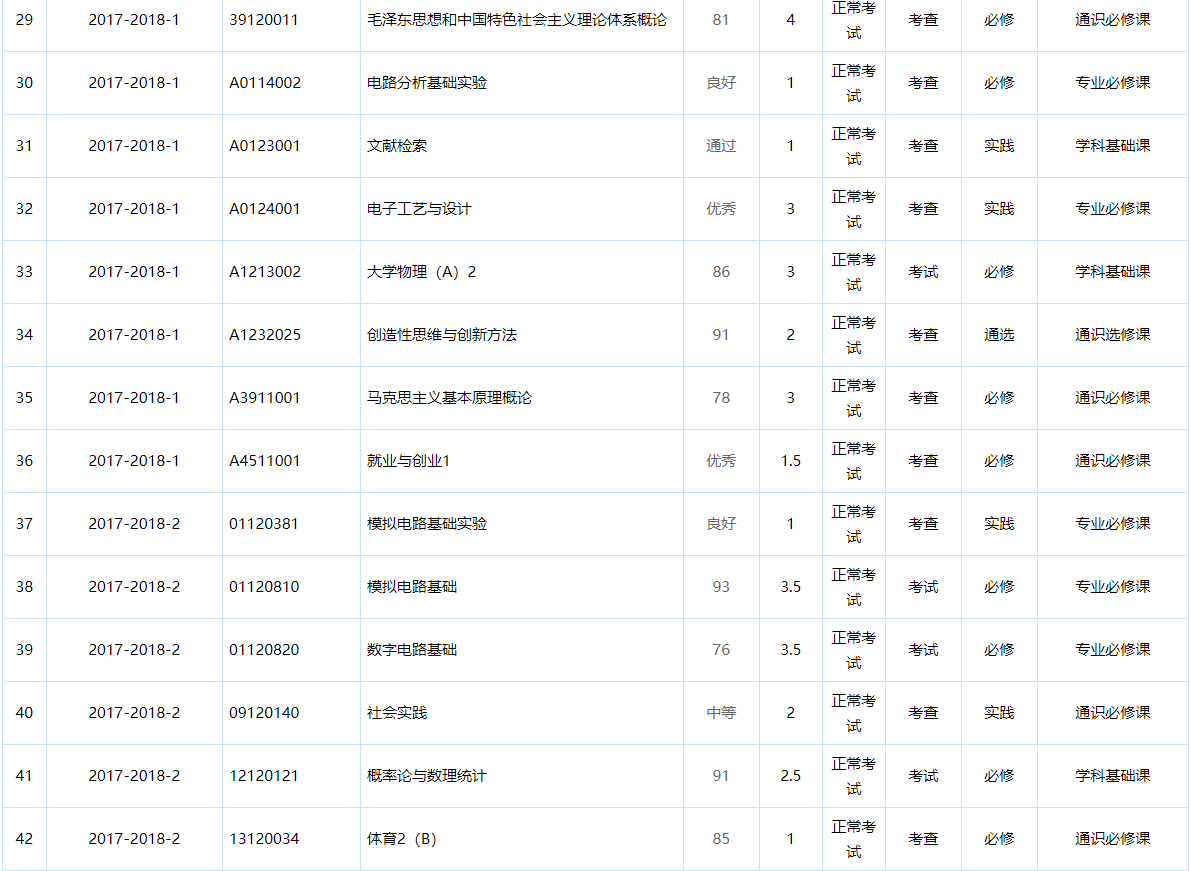 29 2017-2018-1 39120011 毛泽东思想和中国特色社会主义理论体系概论 81 4 正常考试 考查 必修 通识必修课
30 2017-2018-1 A0114002 电路分析基础实验 良好 1 正常考试 考查 必修 专业必修课
31 2017-2018-1 A0123001 文献检索 通过 1 正常考试 考查 实践 学科基础课
32 2017-2018-1 A0124001 电子工艺与设计 优秀 3 正常考试 考查 实践 专业必修课
33 2017-2018-1 A1213002 大学物理（A）2 86 3 正常考试 考试 必修 学科基础课
34 2017-2018-1 A1232025 创造性思维与创新方法 91 2 正常考试 考查 通选 通识选修课
35 2017-2018-1 A3911001 马克思主义基本原理概论 78 3 正常考试 考查 必修 通识必修课
36 2017-2018-1 A4511001 就业与创业1 优秀 1.5 正常考试 考查 必修 通识必修课
37 2017-2018-2 01120381 模拟电路基础实验 良好 1 正常考试 考查 实践 专业必修课
38 2017-2018-2 01120810 模拟电路基础 93 3.5 正常考试 考试 必修 专业必修课
39 2017-2018-2 01120820 数字电路基础 76 3.5 正常考试 考试 必修 专业必修课
40 2017-2018-2 09120140 社会实践 中等 2 正常考试 考查 实践 通识必修课
41 2017-2018-2 12120121 概率论与数理统计 91 2.5 正常考试 考试 必修 学科基础课
42 2017-2018-2 13120034 体育2（B） 85 1 正常考试 考查 必修 通识必修课